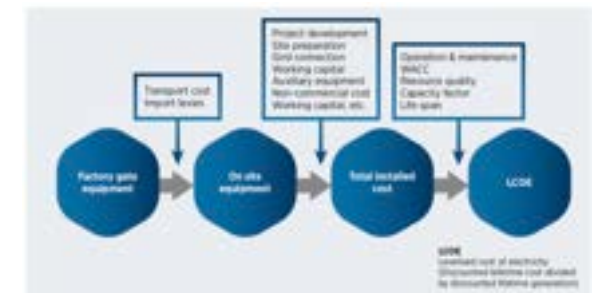 Project development
Site preparation
Grid connection
Working capital
Auxiliary equipment
Non-commercial cost
Working capital, etc.
Operation & maintenance
WACC
Resource quality
Capacity factor
Life span
Transport cost
Import levies
Factory gate
equipment
On site
equipment
Total installed
cost
LCOE
LCOE
Levelised cost of electricity
(Discounted lifetime cost divided
by discounted lifetime generation)